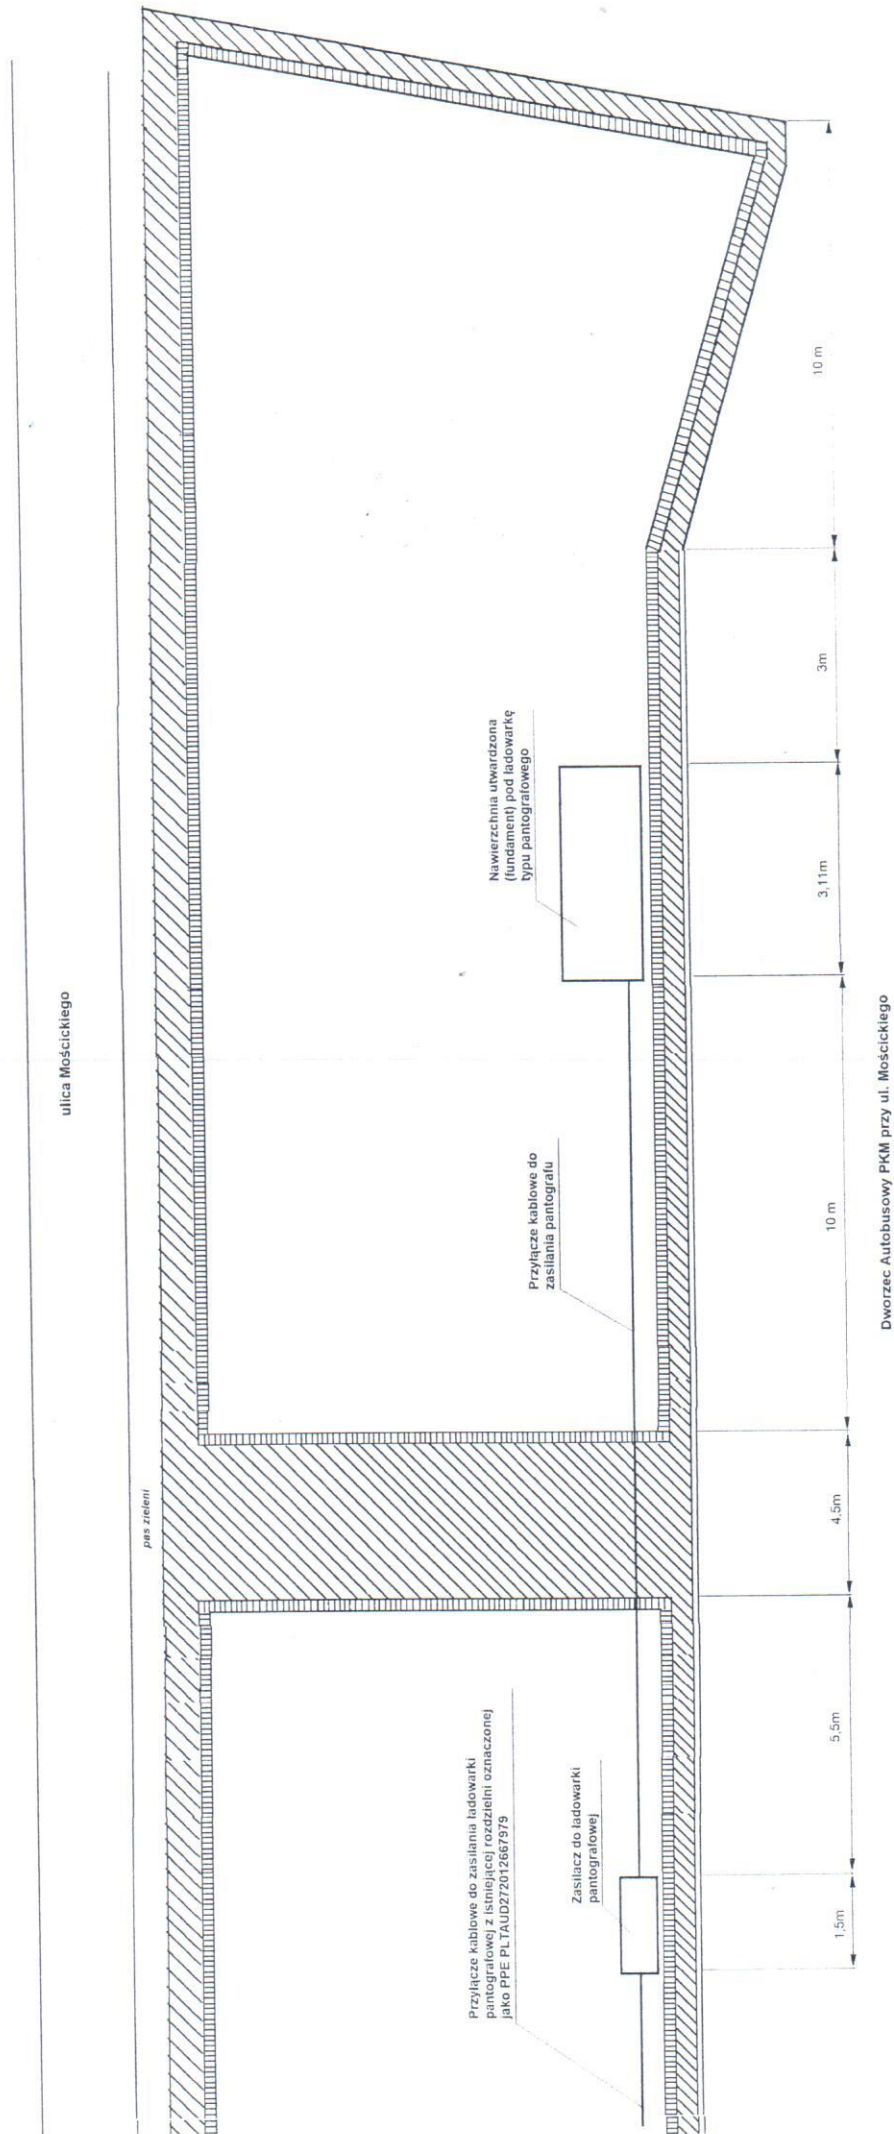 ulica Mościckiego
pas zieleni
Nawierzchnia utwardzona
(fundament) pod ładowarkę
typu pantografowego
Przyłącze kablowe do
zasilania pantografu
Przyłącze kablowe do zasilania ładowarki
pantografowej z istniejącej rozdzielni oznaczonej
jako PPE PLTAUD272012667979
Zasilacz do ładowarki
pantografowej
10 m
3m
3,11m
10 m
4,5m
5,5m
1,5m
Dworzec Autobusowy PKM przy ul. Mościckiego